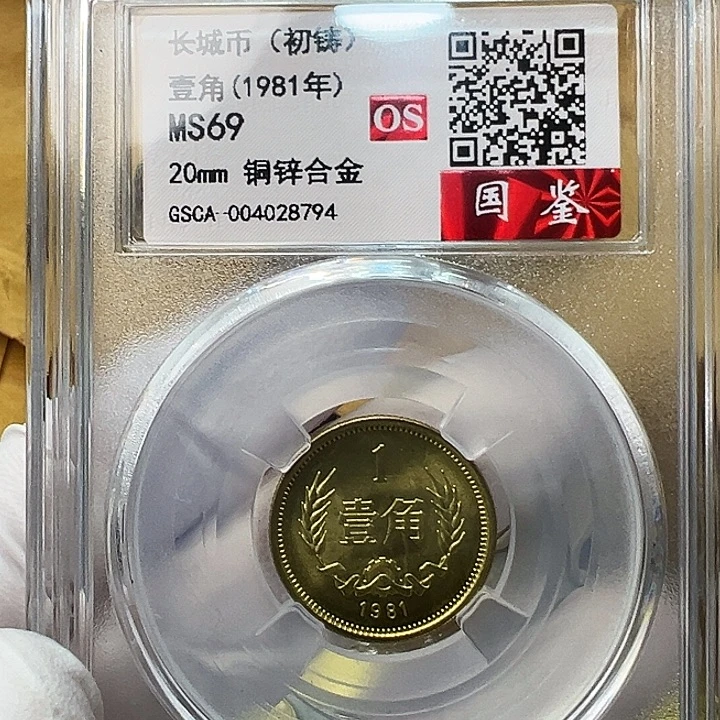 长城币（初铸）
壹角(1981年)
MS69
OS
20mm 铜锌合金
GSCA-004028794
国鉴
1
壹角
1981